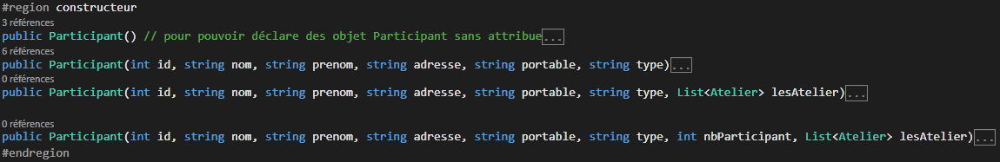 #region constructeur
3 références
public Participant() // pour pouvoir déclare des objet Participant sans attribue...
6 références
public Participant(int id, string nom, string prenom, string adresse, string portable, string type)...
0 références
public Participant(int id, string nom, string prenom, string adresse, string portable, string type, List<Atelier> lesAtelier)...
0 références
public Participant(int id, string nom, string prenom, string adresse, string portable, string type, int nbParticipant, List<Atelier> lesAtelier)...
#endregion